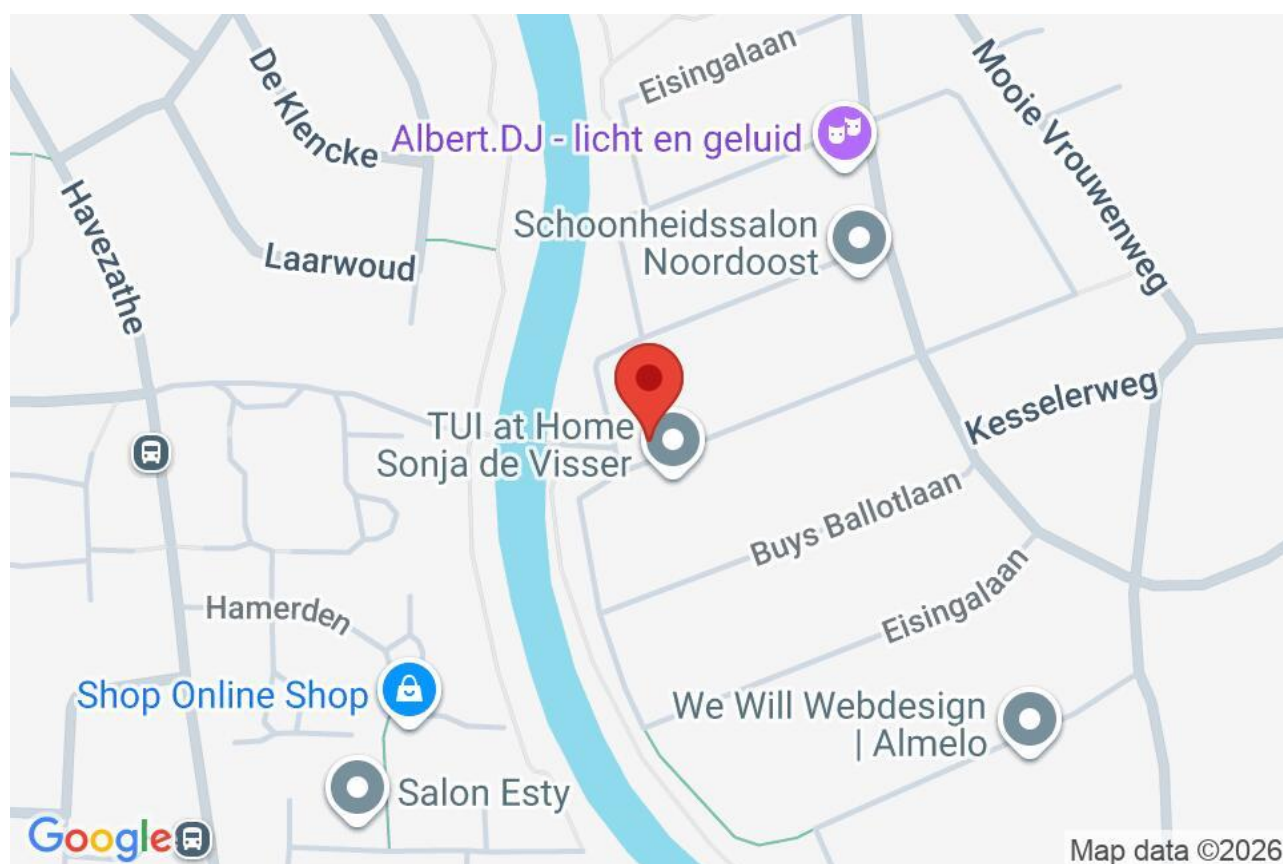 Eisingalaan
De Klencke
Mooie Vrouwenweg
Albert.DJ - licht en geluid
Havezathe
Schoonheidssalon
Noordoost
Laarwoud
Kesselerweg
TUI at Home
Sonja de Visser
Buys Ballotlaan
Hamerden
Eisingalaan
Shop Online Shop
We Will Webdesign
| Almelo
Salon Esty
Google
Map data ©2026